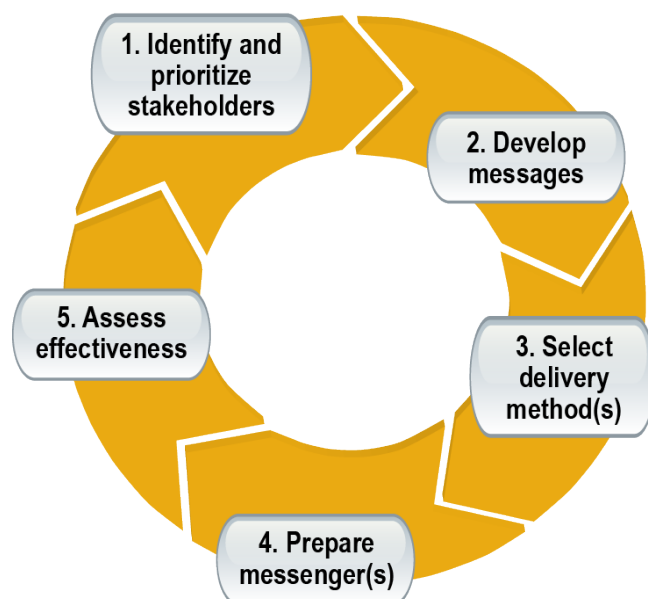 1. Identify and
prioritize
stakeholders
2. Develop
messages
3. Select
delivery
method(s)
4. Prepare
messenger(s)
5. Assess
effectiveness